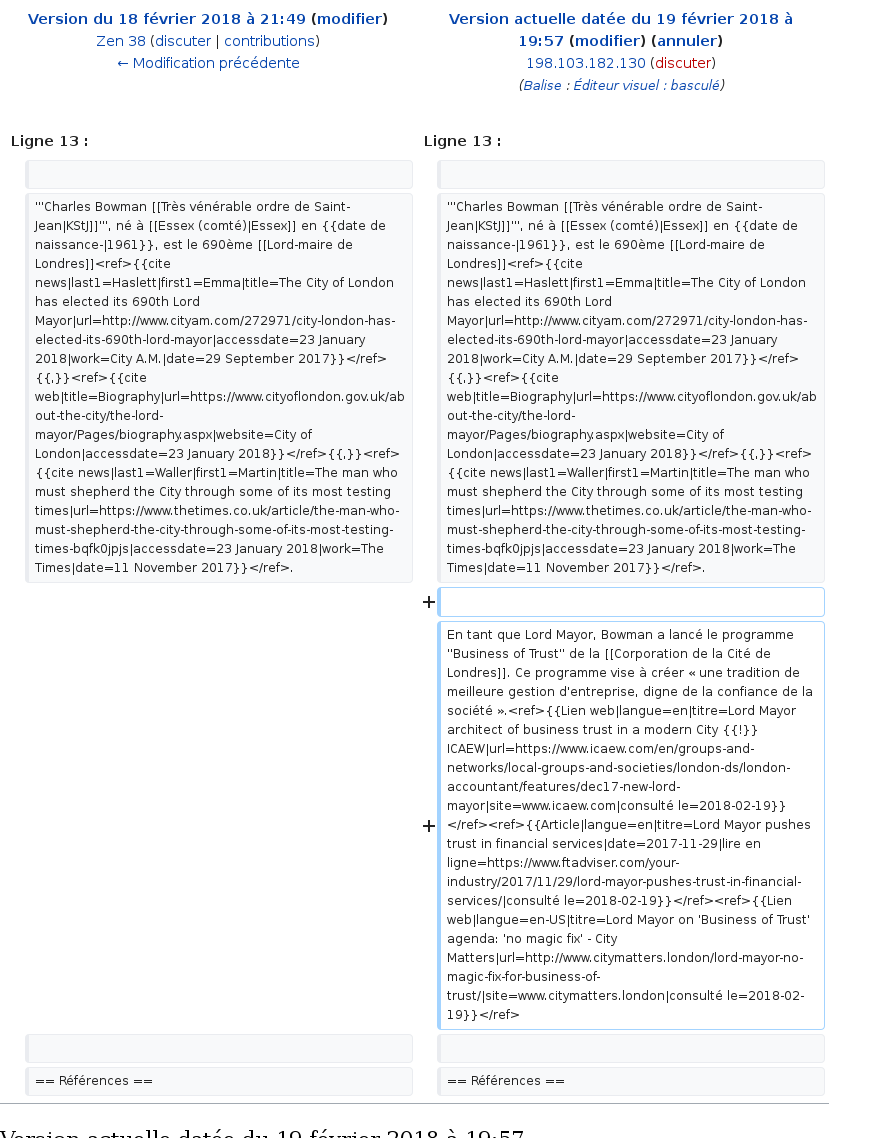 Version du 18 février 2018 à 21:49 (modifier)
Zen 38 (discuter | contributions)
← Modification précédente
Version actuelle datée du 19 février 2018 à
19:57 (modifier) (annuler)
198.103.182.130 (discuter)
(Balise : Éditeur visuel : basculé)
Ligne 13 :
'''Charles Bowman [[Très vénérable ordre de Saint-
Jean|KStJ]]''', né à [[Essex (comté)|Essex]] en {{date de
naissance-|1961}}, est le 690ème [[Lord-maire de
Londres]]<ref>{{cite
news|last1=Haslett|first1=Emma|title=The City of London
has elected its 690th Lord
Mayor|url=http://www.cityam.com/272971/city-london-has-
elected-its-690th-lord-mayor|accessdate=23 January
2018|work=City A.M.|date=29 September 2017}}</ref>
{{,}}<ref>{{cite
web|title=Biography|url=https://www.cityoflondon.gov.uk/ab
out-the-city/the-lord-
mayor/Pages/biography.aspx|website=City of
London|accessdate=23 January 2018}}</ref>{{,}}<ref>
{{cite news|last1=Waller|first1=Martin|title=The man who
must shepherd the City through some of its most testing
times|url=https://www.thetimes.co.uk/article/the-man-who-
must-shepherd-the-city-through-some-of-its-most-testing-
times-bqfk0jpjs|accessdate=23 January 2018|work=The
Times|date=11 November 2017}}</ref>.
== Références ==
Ligne 13 :
'''Charles Bowman [[Très vénérable ordre de Saint-
Jean|KStJ]]''', né à [[Essex (comté)|Essex]] en {{date de
naissance-|1961}}, est le 690ème [[Lord-maire de
Londres]]<ref>{{cite
news|last1=Haslett|first1=Emma|title=The City of London
has elected its 690th Lord
Mayor|url=http://www.cityam.com/272971/city-london-has-
elected-its-690th-lord-mayor|accessdate=23 January
2018|work=City A.M.|date=29 September 2017}}</ref>
{{,}}<ref>{{cite
web|title=Biography|url=https://www.cityoflondon.gov.uk/ab
out-the-city/the-lord-
mayor/Pages/biography.aspx|website=City of
London|accessdate=23 January 2018}}</ref>{{,}}<ref>
{{cite news|last1=Waller|first1=Martin|title=The man who
must shepherd the City through some of its most testing
times|url=https://www.thetimes.co.uk/article/the-man-who-
must-shepherd-the-city-through-some-of-its-most-testing-
times-bqfk0jpjs|accessdate=23 January 2018|work=The
Times|date=11 November 2017}}</ref>.
+
+
En tant que Lord Mayor, Bowman a lancé le programme
"Business of Trust" de la [[Corporation de la Cité de
Londres]]. Ce programme vise à créer « une tradition de
meilleure gestion d'entreprise, digne de la confiance de la
société ».<ref>{{Lien web|langue=en|titre=Lord Mayor
architect of business trust in a modern City {{!}}
ICAEW|url=https://www.icaew.com/en/groups-and-
networks/local-groups-and-societies/london-ds/london-
accountant/features/dec17-new-lord-
mayor|site=www.icaew.com|consulté le=2018-02-19}}
</ref><ref>{{Article|langue=en|titre=Lord Mayor pushes
trust in financial services|date=2017-11-29|lire en
ligne=https://www.ftadviser.com/your-
industry/2017/11/29/lord-mayor-pushes-trust-in-financial-
services/|consulté le=2018-02-19}}</ref><ref>{{Lien
web|langue=en-US|titre=Lord Mayor on 'Business of Trust'
agenda: 'no magic fix' - City
Matters|url=http://www.citymatters.london/lord-mayor-no-
magic-fix-for-business-of-
trust/|site=www.citymatters.london|consulté le=2018-02-
19}}</ref>
== Références ==
Version actuelle datée du 19 février 2018 à 19:57